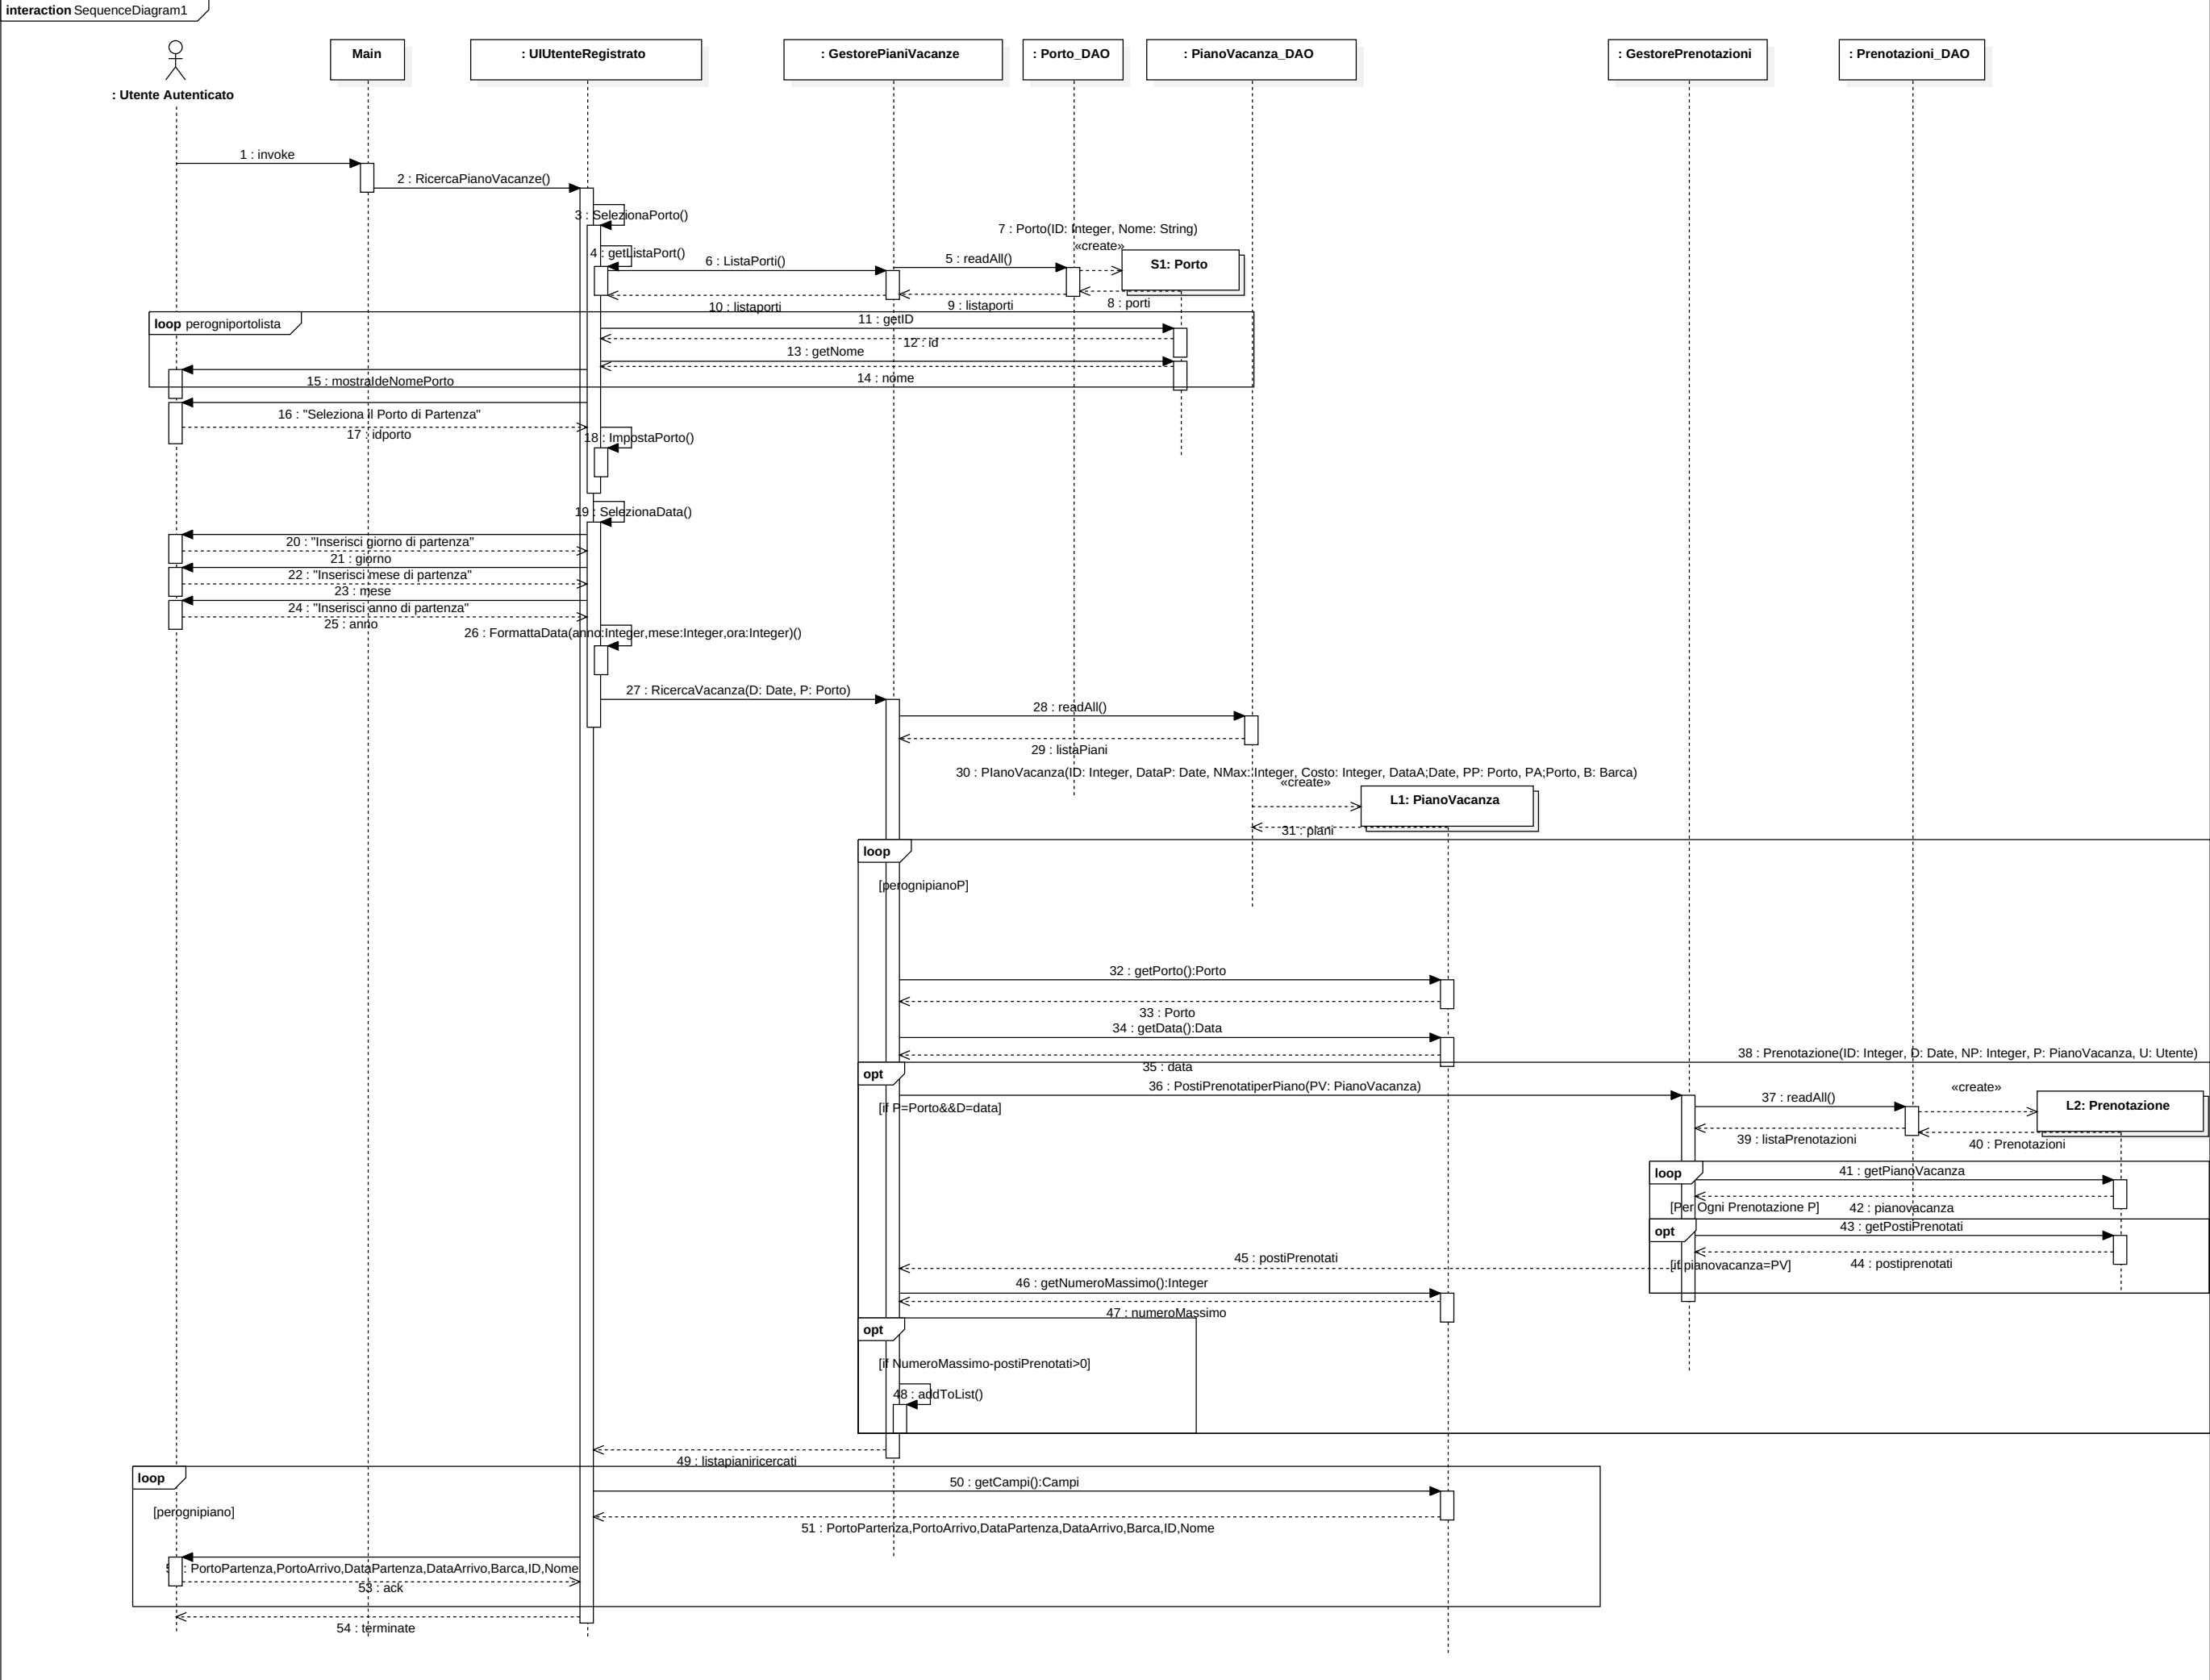 interaction SequenceDiagram1
: Utente Autenticato
Main
: UIUtenteRegistrato
: GestorePianiVacanze
: Porto_DAO
: PianoVacanza_DAO
: GestorePrenotazioni
: Prenotazioni_DAO
1 : invoke
2 : RicercaPianoVacanze()
3 : SelezionaPorto()
4 : getListaPort()
6 : ListaPorti()
5 : readAll()
7 : Porto(ID: Integer, Nome: String)
«create»
S1: Porto
10 : listaporti
9 : listaporti
8 : porti
loop perogniportolista
11 : getID
12 : id
13 : getNome
14 : nome
15 : mostraIdeNomePorto
16 : "Seleziona il Porto di Partenza"
17 : idporto
18 : ImpostaPorto()
19 : SelezionaData()
20 : "Inserisci giorno di partenza"
21 : giorno
22 : "Inserisci mese di partenza"
23 : mese
24 : "Inserisci anno di partenza"
25 : anno
26 : FormattaData(anno:Integer,mese:Integer,ora:Integer)()
27 : RicercaVacanza(D: Date, P: Porto)
28 : readAll()
29 : listaPiani
30 : PIanoVacanza(ID: Integer, DataP: Date, NMax: Integer, Costo: Integer, DataA;Date, PP: Porto, PA;Porto, B: Barca)
«create»
L1: PianoVacanza
31 : piani
loop
[perognipianoP]
32 : getPorto():Porto
33 : Porto
34 : getData():Data
35 : data
38 : Prenotazione(ID: Integer, D: Date, NP: Integer, P: PianoVacanza, U: Utente)
opt
[if P=Porto&&D=data]
36 : PostiPrenotatiperPiano(PV: PianoVacanza)
37 : readAll()
«create»
L2: Prenotazione
39 : listaPrenotazioni
40 : Prenotazioni
loop
[Per Ogni Prenotazione P]
41 : getPianoVacanza
42 : pianovacanza
opt
[if pianovacanza=PV]
43 : getPostiPrenotati
44 : postiprenotati
45 : postiPrenotati
46 : getNumeroMassimo():Integer
47 : numeroMassimo
opt
[if NumeroMassimo-postiPrenotati>0]
48 : addToList()
49 : listapianiricercati
loop
[perognipiano]
50 : getCampi():Campi
51 : PortoPartenza,PortoArrivo,DataPartenza,DataArrivo,Barca,ID,Nome
: PortoPartenza,PortoArrivo,DataPartenza,DataArrivo,Barca,ID,Nome
53 : ack
54 : terminate